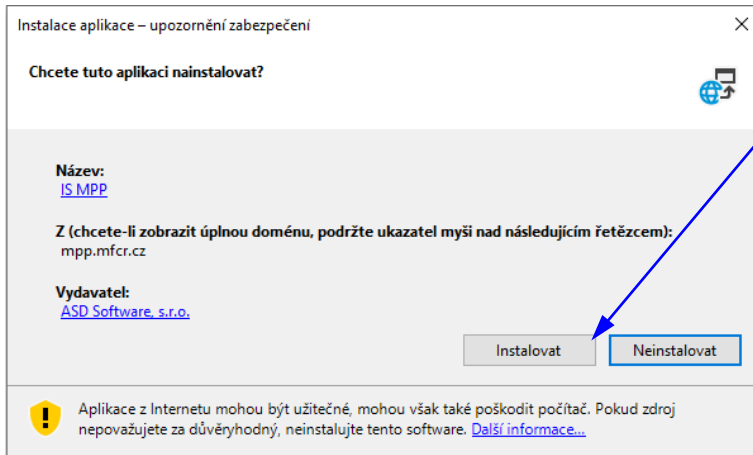 Instalace aplikace – upozornění zabezpečení
Chcete tuto aplikaci nainstalovat?
Název:
IS MPP
Z (chcete-li zobrazit úplnou doménu, podržte ukazatel myši nad následujícím řetězcem):
mpp.mfcr.cz
Vydavatel:
ASD Software, s.r.o.
Instalovat Neinstalovat
Aplikace z Internetu mohou být užitečné, mohou však také poškodit počítač. Pokud zdroj
nepovažujete za důvěryhodný, neinstalujte tento software. Další informace...